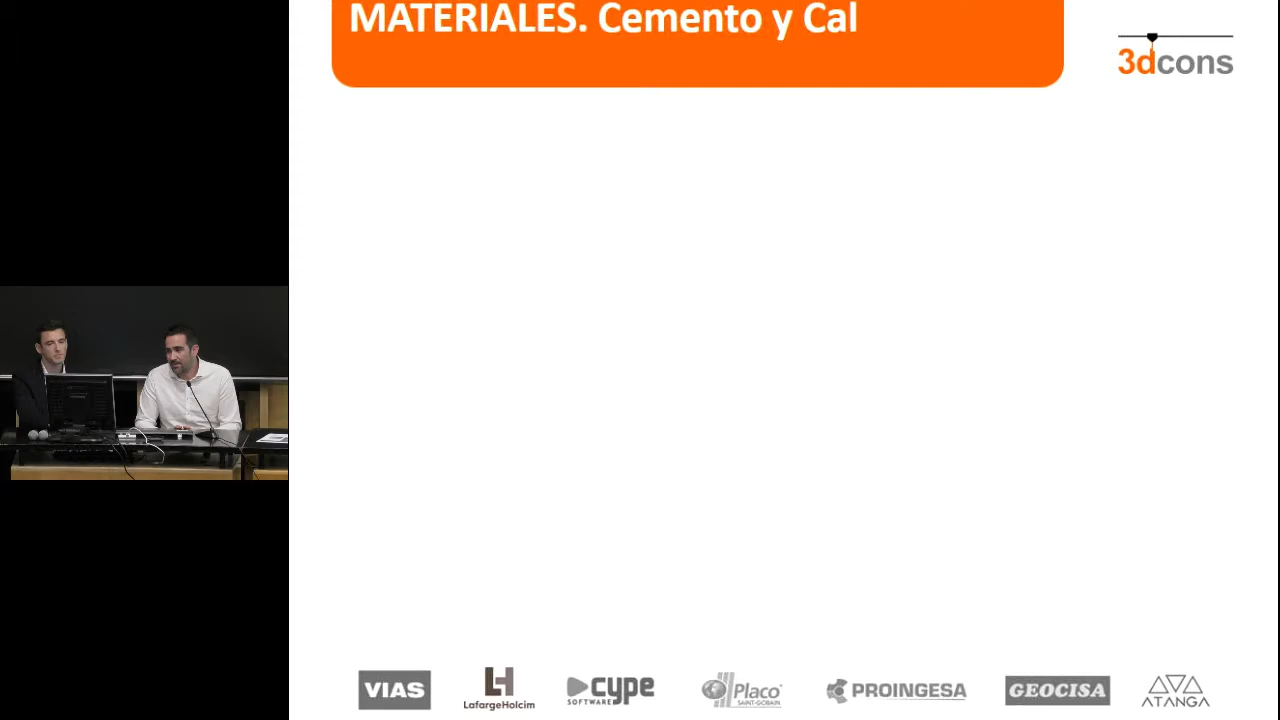 MATERIALES. Cemento y Cal
3dcons
VIAS
LafargeHolcim
cype
SOFTWARE
Placo
SAINT-GOBAIN
PROINGESA
GEOCISA
ATANGA